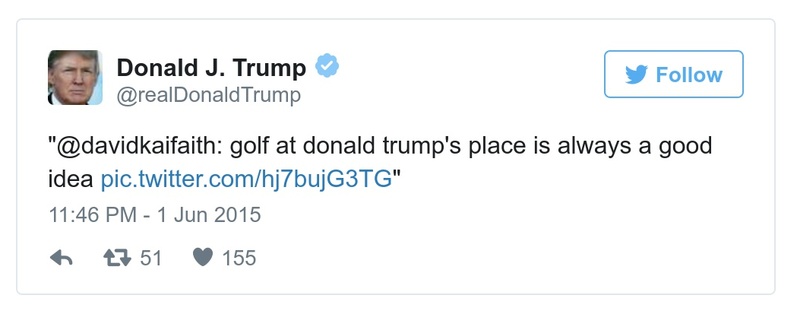 Donald J. Trump
Follow
@realDonaldTrump
"@davidkaifaith: golf at donald trump's place is always a good
idea pic.twitter.com/hj7bujG3TG"
11:46 PM - 1 Jun 2015
51 155